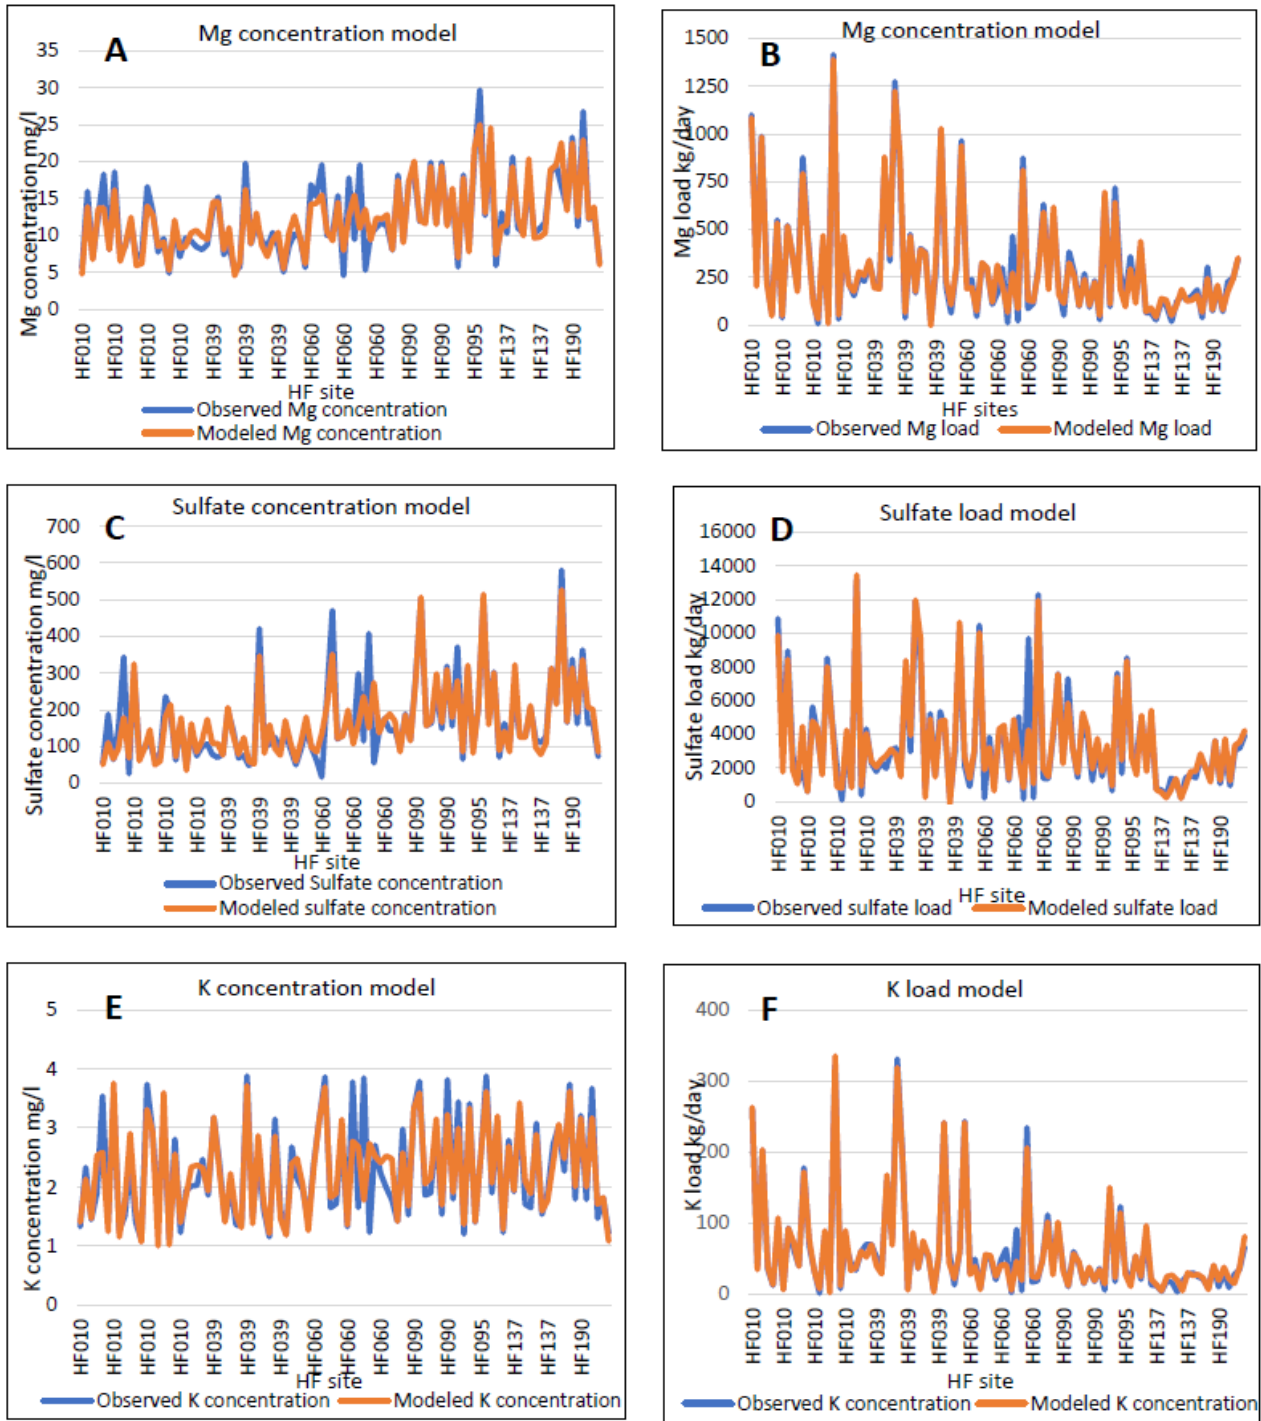 A
Mg concentration model
Mg concentration mg/l
35
30
25
20
15
10
5
0
HF010
HF010
HF010
HF010
HF039
HF039
HF039
HF060
HF060
HF060
HF090
HF090
HF095
HF137
HF137
HF190
HF site
Observed Mg concentration
Modeled Mg concentration
B
Mg concentration model
Mg load kg/day
1500
1250
1000
750
500
250
0
HF010
HF010
HF010
HF010
HF039
HF039
HF039
HF060
HF060
HF060
HF090
HF090
HF095
HF137
HF137
HF190
HF sites
Observed Mg load
Modeled Mg load
C
Sulfate concentration model
Sulfate concentration mg/l
700
600
500
400
300
200
100
0
HF010
HF010
HF010
HF010
HF039
HF039
HF039
HF060
HF060
HF060
HF090
HF090
HF095
HF137
HF137
HF190
HF site
Observed Sulfate concentration
Modeled sulfate concentration
D
Sulfate load model
Sulfate load kg/day
16000
14000
12000
10000
8000
6000
4000
2000
0
HF010
HF010
HF010
HF010
HF039
HF039
HF039
HF060
HF060
HF060
HF090
HF090
HF095
HF137
HF137
HF190
HF site
Observed sulfate load
Modeled sulfate load
E
K concentration model
K concentration mg/l
5
4
3
2
1
0
HF010
HF010
HF010
HF010
HF039
HF039
HF039
HF060
HF060
HF060
HF090
HF090
HF095
HF137
HF137
HF190
HF site
Observed K concentration
Modeled K concentration
F
K load model
K load kg/day
400
300
200
100
0
HF010
HF010
HF010
HF010
HF039
HF039
HF039
HF060
HF060
HF060
HF090
HF090
HF095
HF137
HF137
HF190
HF site
Observed K concentration
Modeled K concentration